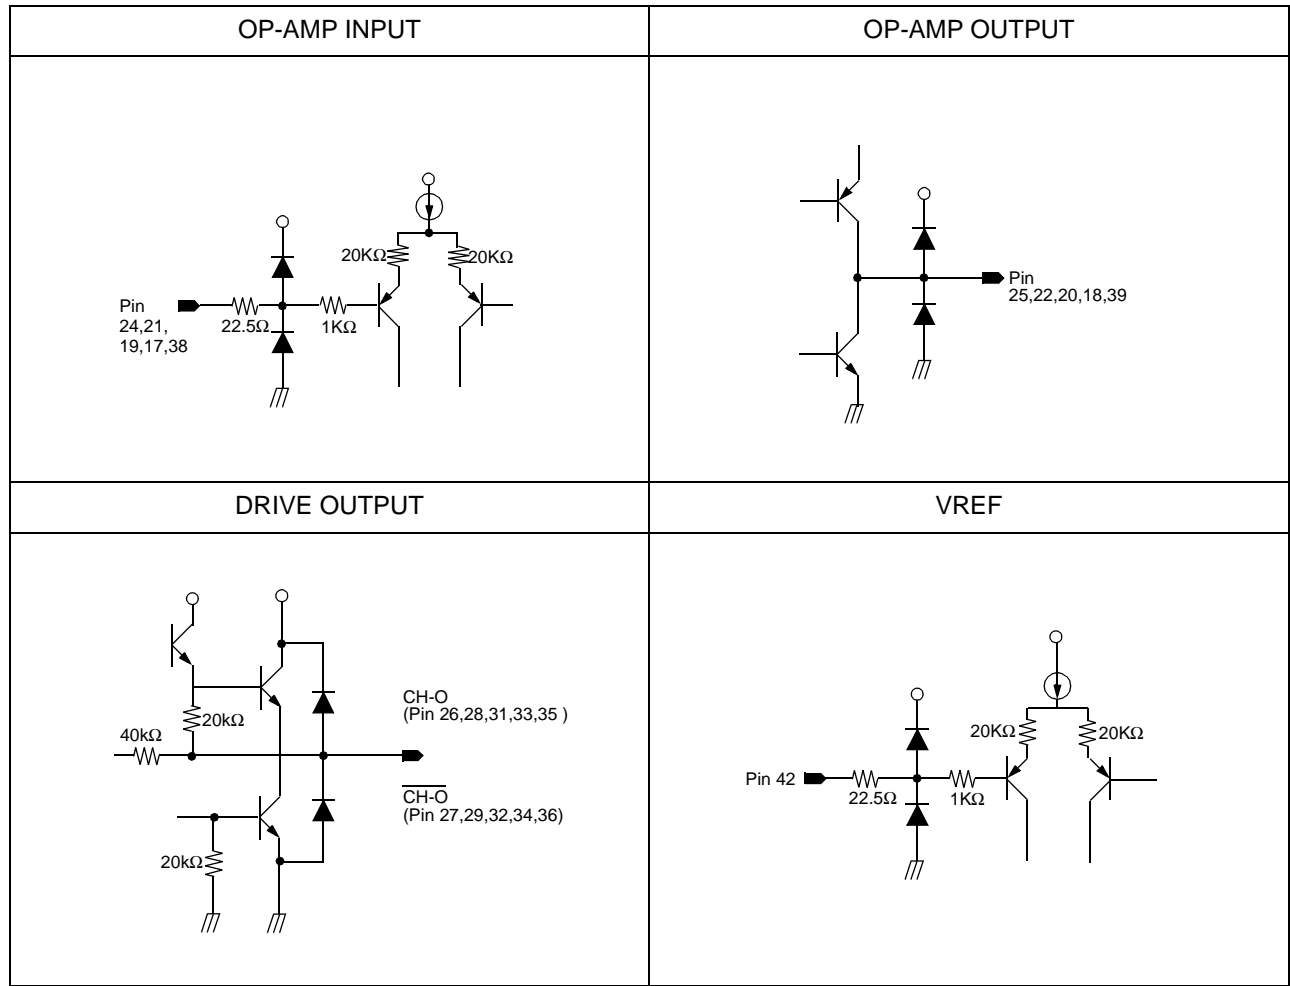 OP-AMP INPUT
OP-AMP OUTPUT
20KΩ
20KΩ
Pin
24,21,
19,17,38
22.5Ω
1KΩ
Pin
25,22,20,18,39
DRIVE OUTPUT
VREF
CH-O
(Pin 26,28,31,33,35 )
20kΩ
40kΩ
CH-O
(Pin 27,29,32,34,36)
20kΩ
20KΩ
20KΩ
Pin 42
22.5Ω
1KΩ